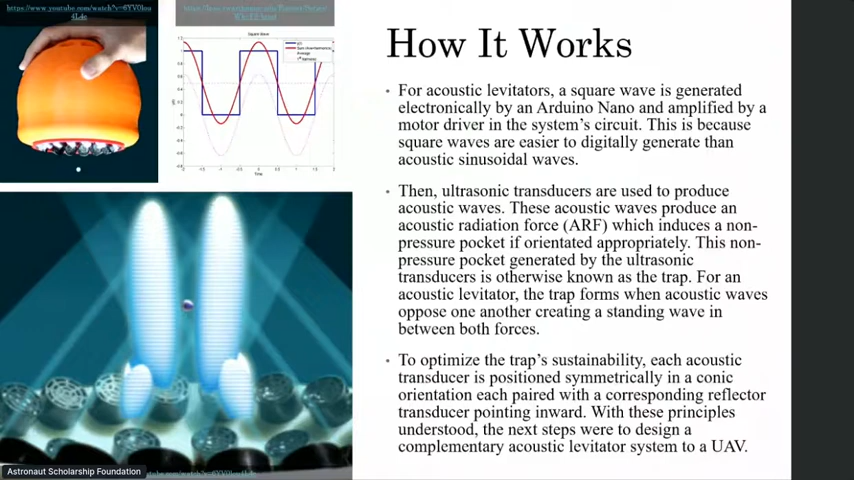 https://www.youtube.com/watch?v=6YV0lou
4Ldc
Square Wave
How It Works
For acoustic levitators, a square wave is generated
electronically by an Arduino Nano and amplified by a
motor driver in the system's circuit. This is because
square waves are easier to digitally generate than
acoustic sinusoidal waves.
Then, ultrasonic transducers are used to produce
acoustic waves. These acoustic waves produce an
acoustic radiation force (ARF) which induces a non-
pressure pocket if orientated appropriately. This non-
pressure pocket generated by the ultrasonic
transducers is otherwise known as the trap. For an
acoustic levitator, the trap forms when acoustic waves
oppose one another creating a standing wave in
between both forces.
To optimize the trap's sustainability, each acoustic
transducer is positioned symmetrically in a conic
orientation each paired with a corresponding reflector
transducer pointing inward. With these principles
understood, the next steps were to design a
complementary acoustic levitator system to a UAV.
Astronaut Scholarship Foundation